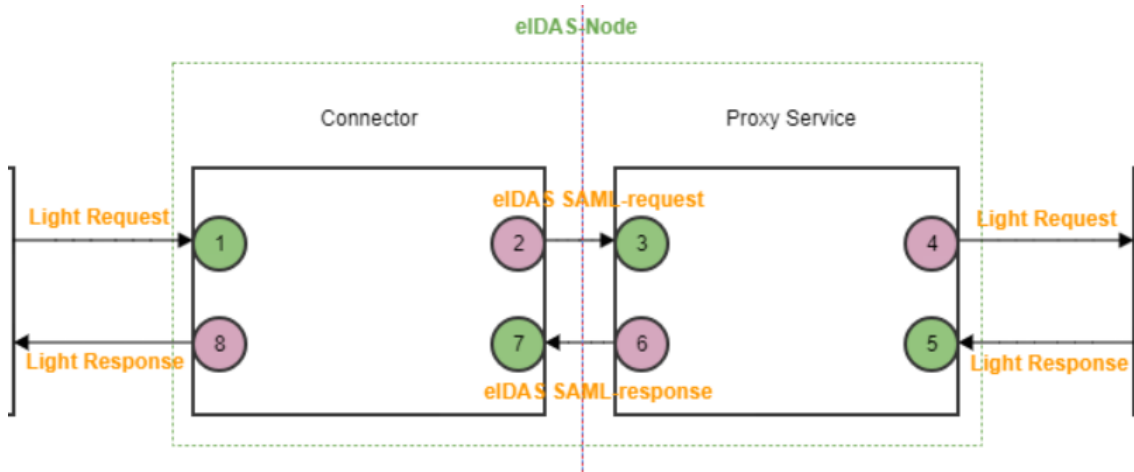 eIDAS-Node
Connector
Proxy Service
eIDAS SAML-request
Light Request
Light Request
1
2
3
4
8
7
6
5
Light Response
Light Response
eIDAS SAML-response